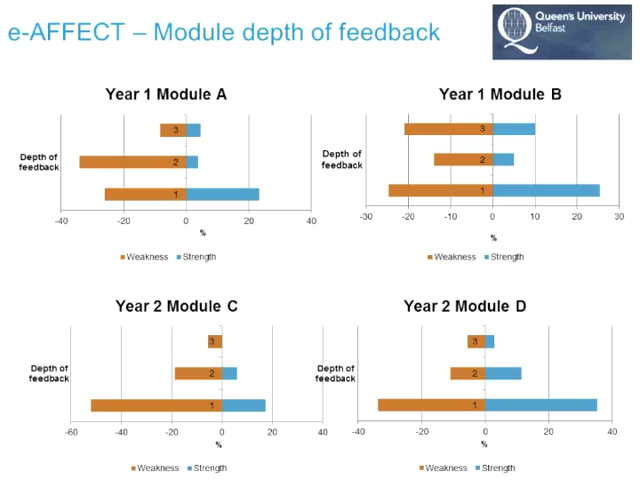 e-AFFECT – Module depth of feedback
Queen's University
Belfast
Year 1 Module A
Depth of
feedback
3
2
1
-40 -20 0 20 40
%
Weakness Strength
Year 1 Module B
Depth of
feedback
3
2
1
-30 -20 -10 0 10 20 30
%
Weakness Strength
Year 2 Module C
Depth of
feedback
3
2
1
-60 -40 -20 0 20 40
%
Weakness Strength
Year 2 Module D
Depth of
feedback
3
2
1
-40 -20 0 20 40
%
Weakness Strength